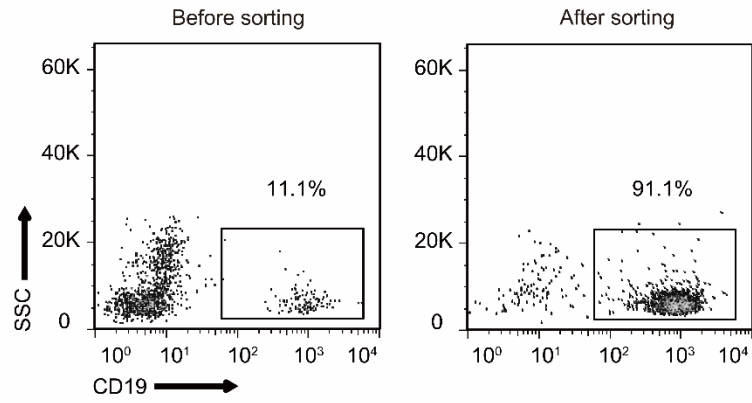 Before sorting
After sorting
60K
40K
20K
0
11.1%
SSC
10⁰ 10¹ 10² 10³ 10⁴
CD19
60K
40K
20K
0
91.1%
10⁰ 10¹ 10² 10³ 10⁴